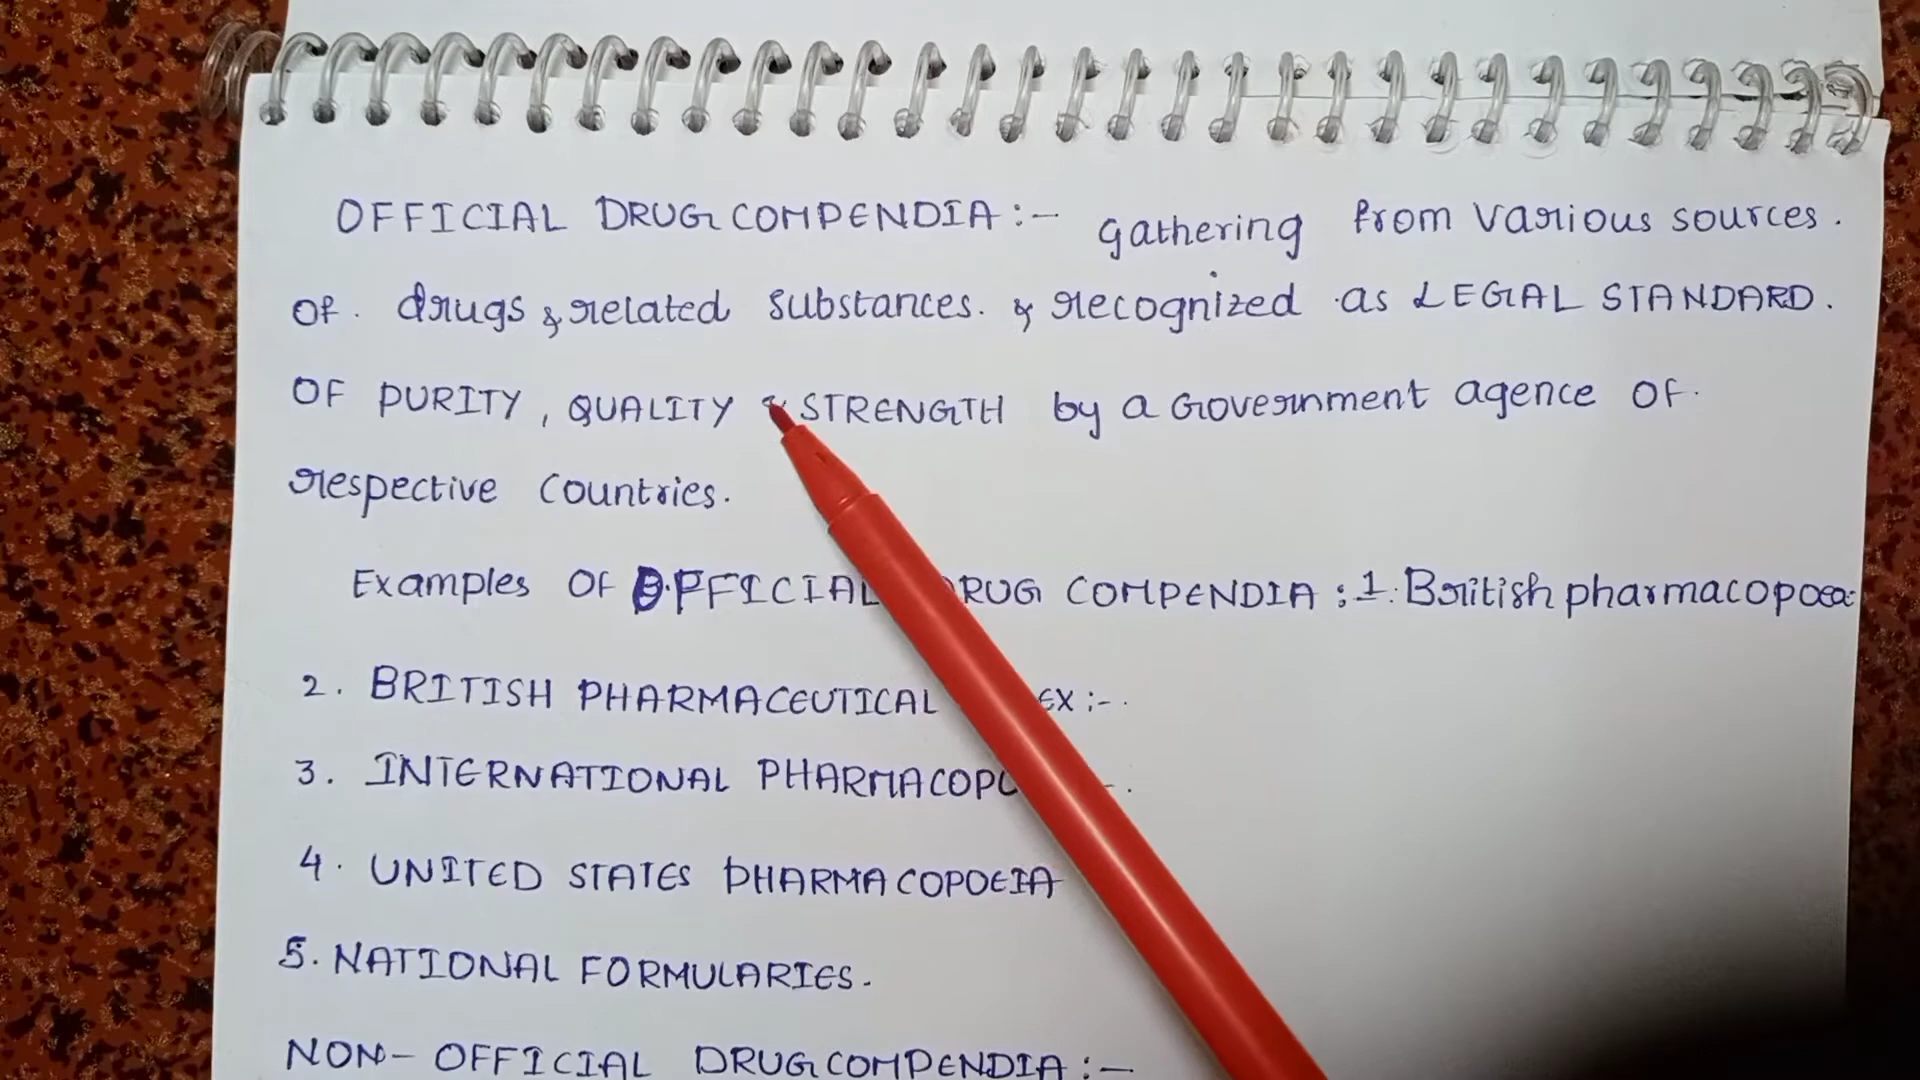 OFFICIAL DRUG COMPENDIA :- gathering from various sources.
OF. drugs & related substances. & recognized as LEGAL STANDARD.
OF PURITY, QUALITY & STRENGTH by a Government agence OF.
respective countries.
Examples OF OFFICIAL DRUG COMPENDIA : 1. British pharmacopoea
2. BRITISH PHARMACEUTICAL :-
3. INTERNATIONAL
4. UNITED STATES PHARMACOPOEIA
5. NATIONAL FORMULARIES.
NON-OFFICIAL DRUG COMPENDIA :-